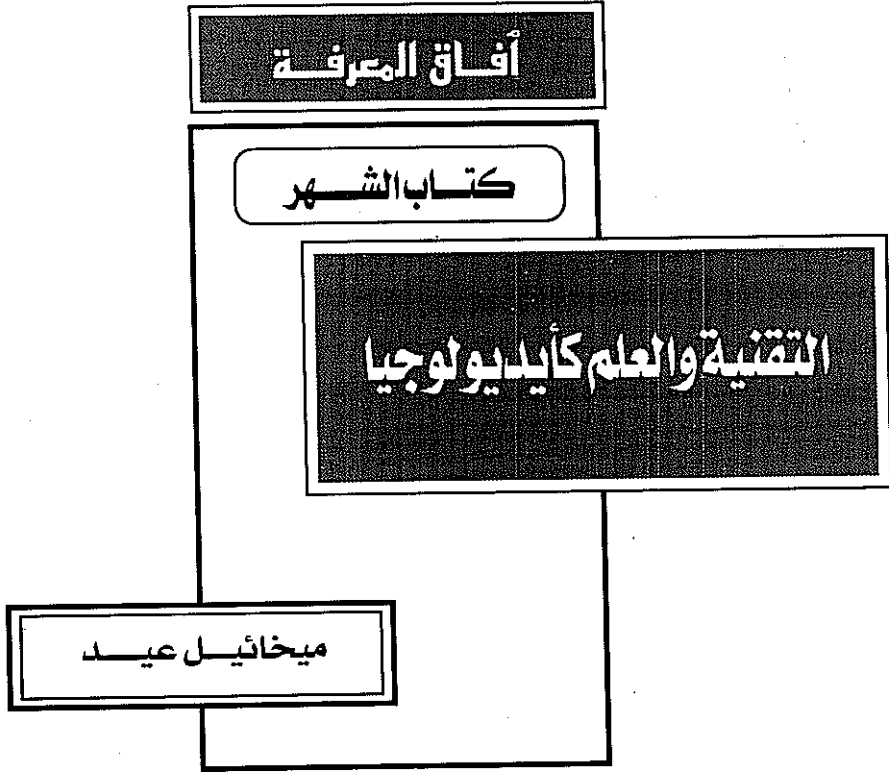 أفاق المعرفة
كتاب الشهر
التقنية والعلم كأيديولوجيا
ميخائيل عيد